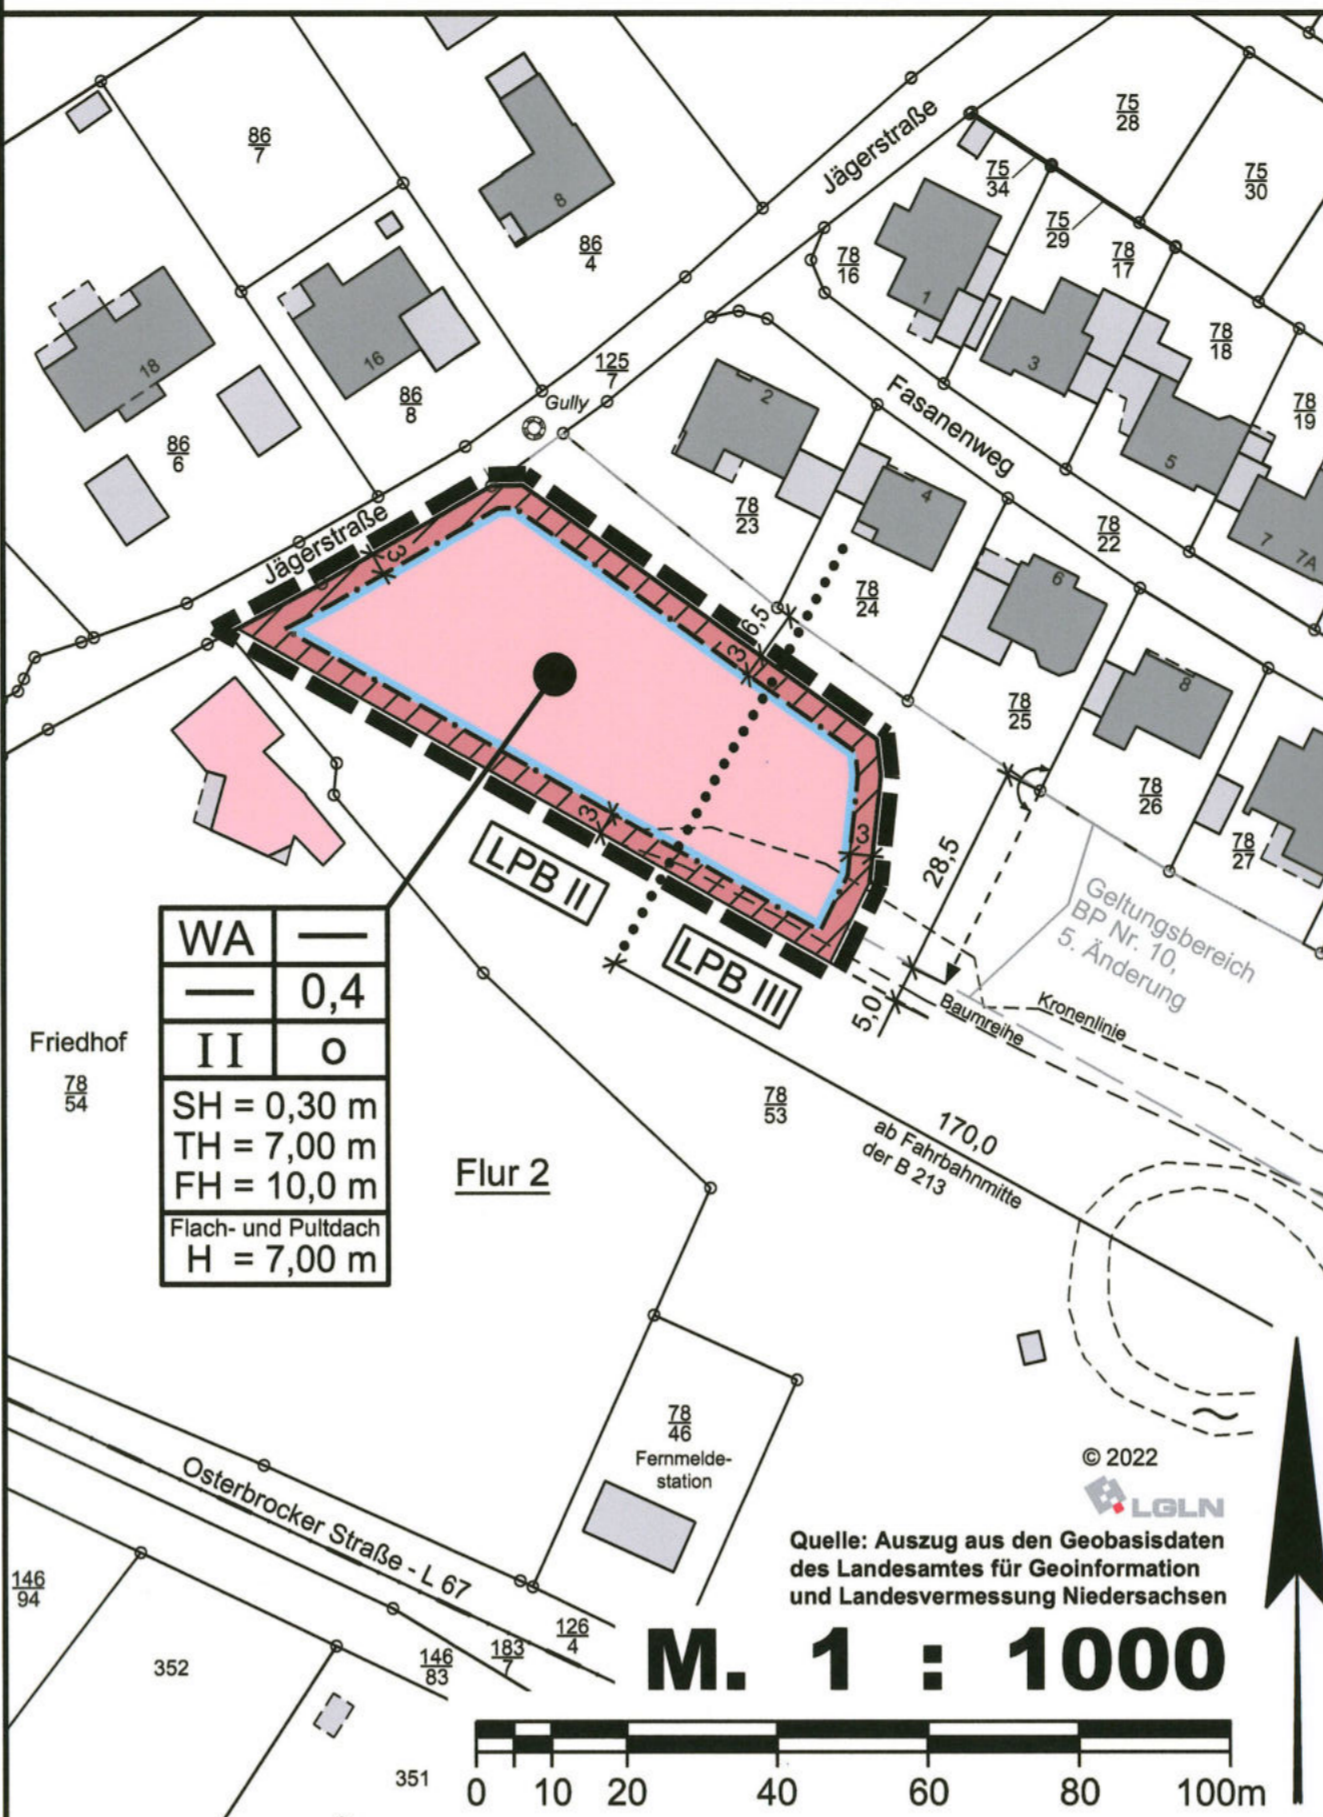 86
7
8
86
4
Jägerstraße
75
28
75
34
75
30
75
29
78
17
78
16
1
3
78
18
78
19
18
16
86
8
86
6
125
7
Gully
2
Fasanenweg
5
7
7A
78
23
4
78
22
78
24
6
78
25
8
78
26
78
27
Jägerstraße
3
6,5
3
3
3
28,5
5,0
LPB II
LPB III
Geltungsbereich
BP Nr. 10,
5. Änderung
Kronenlinie
Baumreihe
WA —
— 0,4
II o
SH = 0,30 m
TH = 7,00 m
FH = 10,0 m
Flach- und Pultdach
H = 7,00 m
Friedhof
78
54
Flur 2
78
53
170,0
ab Fahrbahnmitte
der B 213
78
46
Fernmelde-
station
Osterbrocker Straße - L 67
146
94
352
146
83
183
7
126
4
351
© 2022
LGLN
Quelle: Auszug aus den Geobasisdaten
des Landesamtes für Geoinformation
und Landesvermessung Niedersachsen
M. 1 : 1000
0 10 20 40 60 80 100m